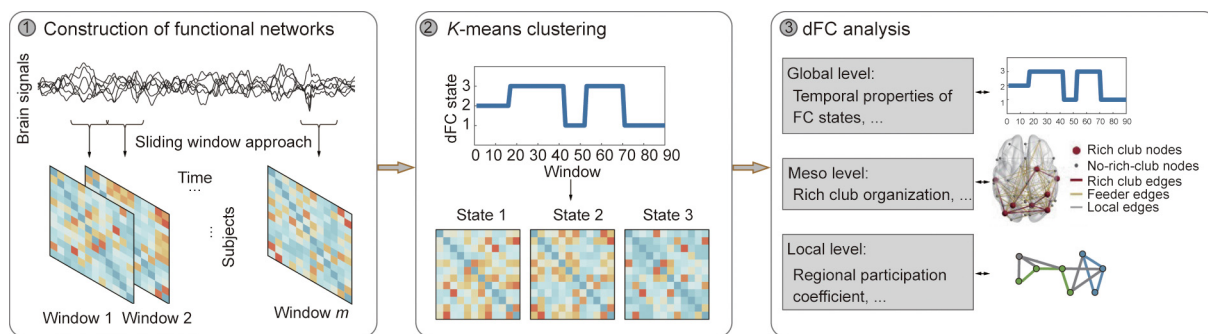 1 Construction of functional networks
Brain signals
Sliding window approach
Time
...
...
Subjects
Window 1 Window 2
Window m
2 K-means clustering
dFC state
3
2
1
0 10 20 30 40 50 60 70 80 90
Window
State 1 State 2 State 3
3 dFC analysis
Global level:
Temporal properties of
FC states, ...
3
2
1
0 10 20 30 40 50 60 70 80 90
Meso level:
Rich club organization, ...
Rich club nodes
No-rich-club nodes
Rich club edges
Feeder edges
Local edges
Local level:
Regional participation
coefficient, ...